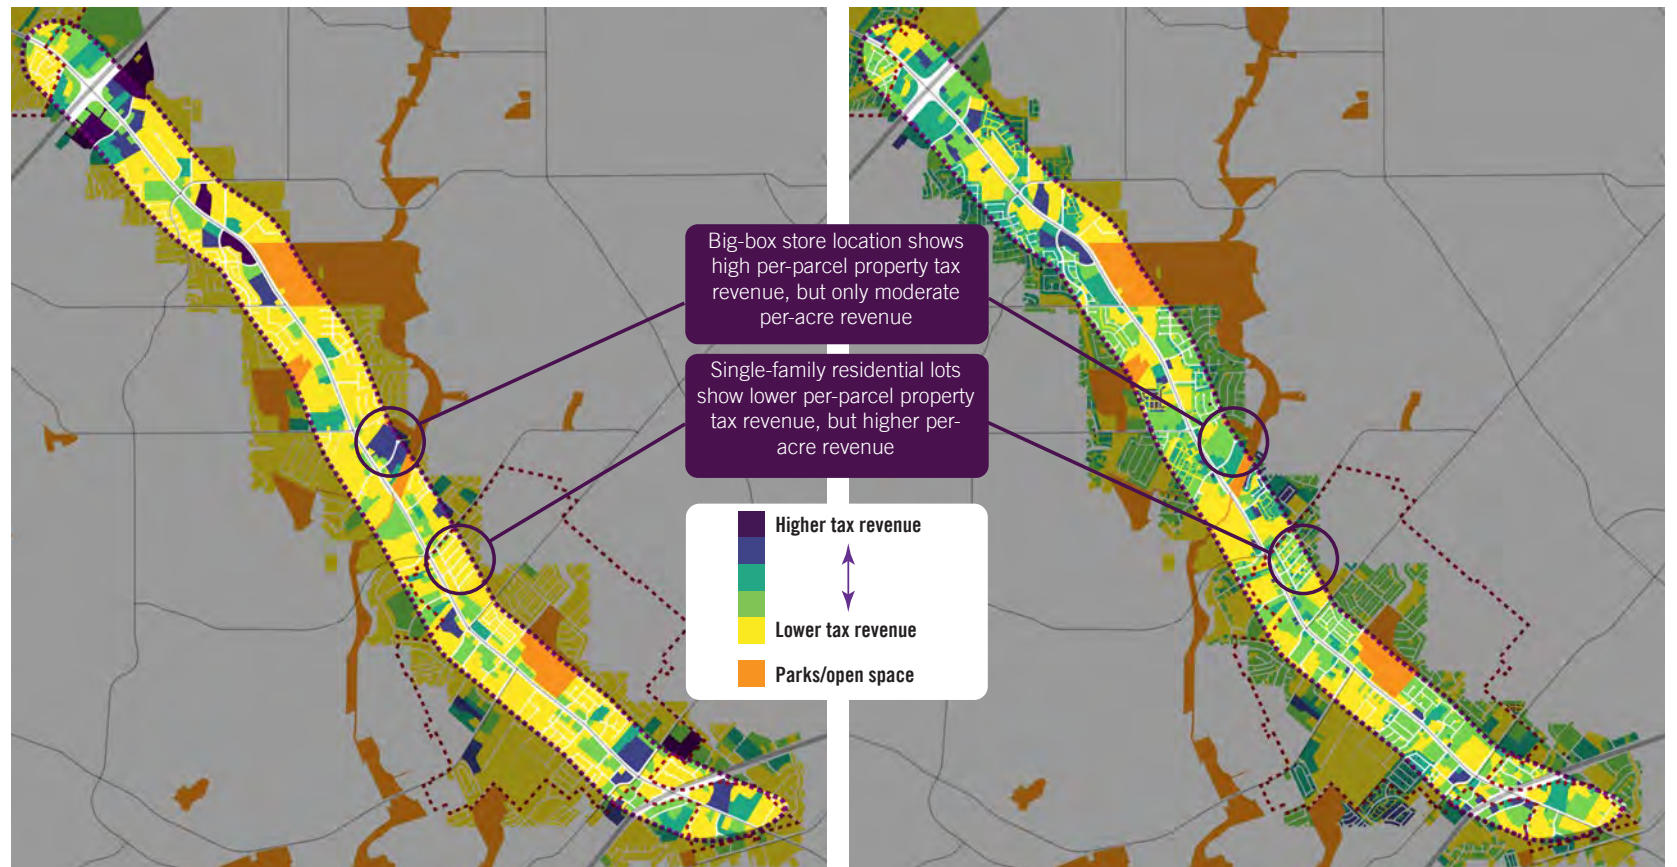 Big-box store location shows
high per-parcel property tax
revenue, but only moderate
per-acre revenue
Single-family residential lots
show lower per-parcel property
tax revenue, but higher per-
acre revenue
Higher tax revenue
Lower tax revenue
Parks/open space